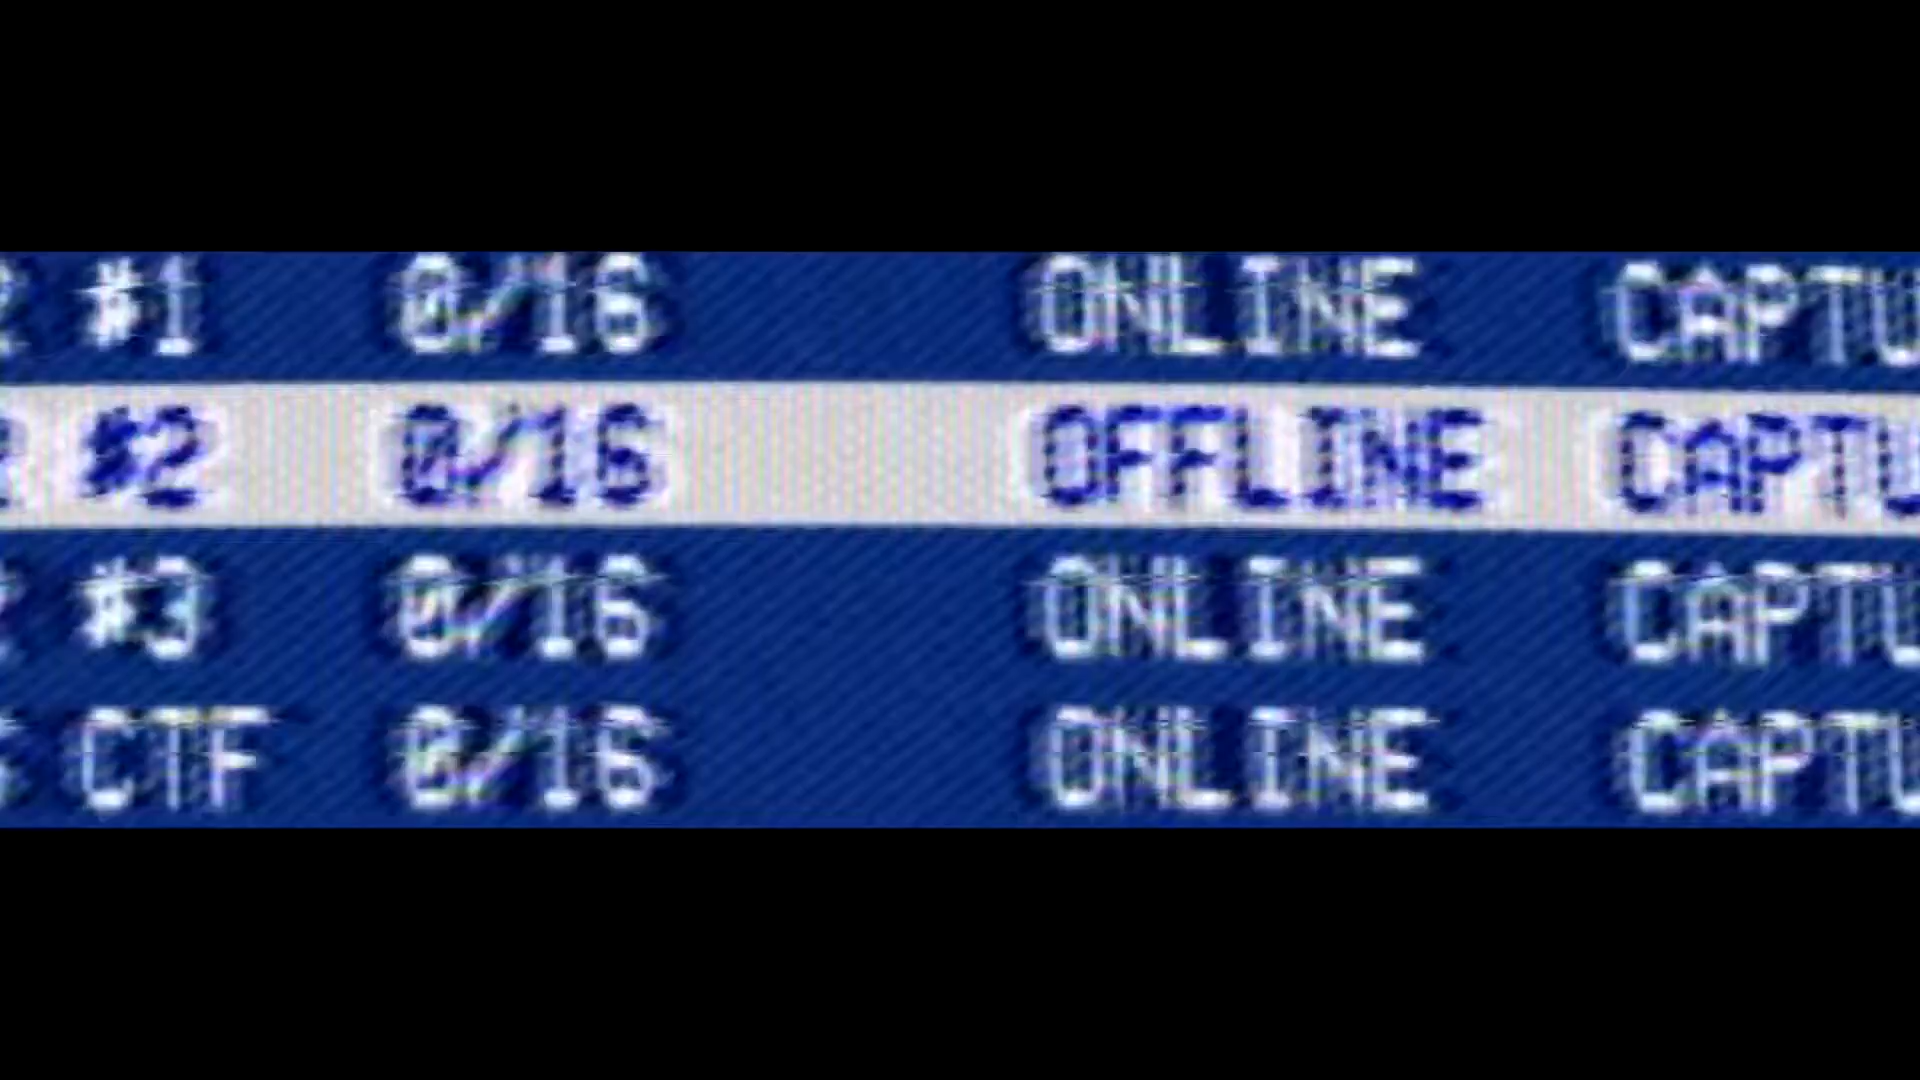 #1 0/16 ONLINE CAPTU
#2 0/16 OFFLINE CAPTU
#3 0/16 ONLINE CAPTU
CTF 0/16 ONLINE CAPTU